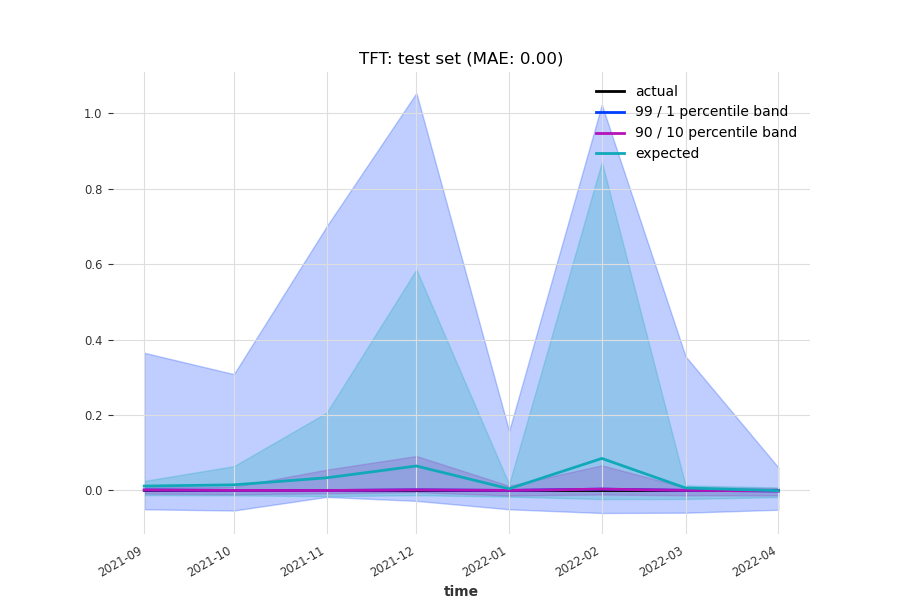 TFT: test set (MAE: 0.00)
actual
99 / 1 percentile band
90 / 10 percentile band
expected
1.0
0.8
0.6
0.4
0.2
0.0
2021-09
2021-10
2021-11
2021-12
2022-01
2022-02
2022-03
2022-04
time